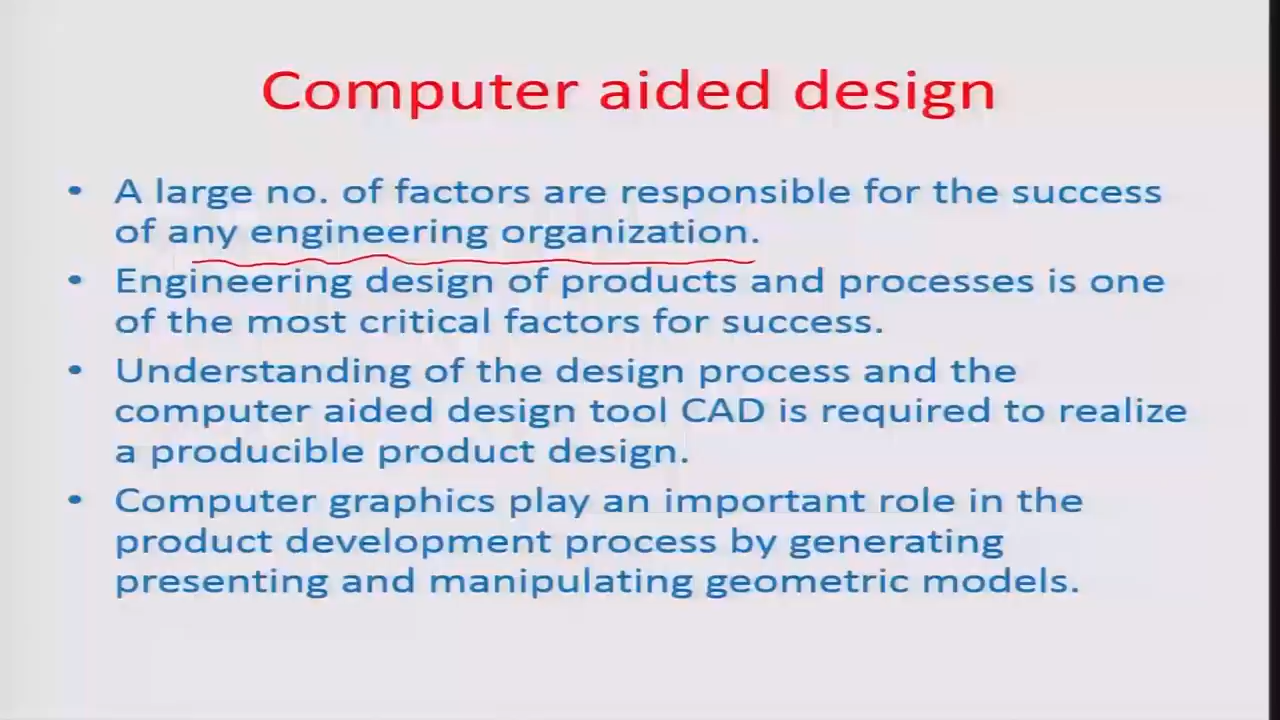 Computer aided design
• A large no. of factors are responsible for the success
of any engineering organization.
• Engineering design of products and processes is one
of the most critical factors for success.
• Understanding of the design process and the
computer aided design tool CAD is required to realize
a producible product design.
• Computer graphics play an important role in the
product development process by generating
presenting and manipulating geometric models.